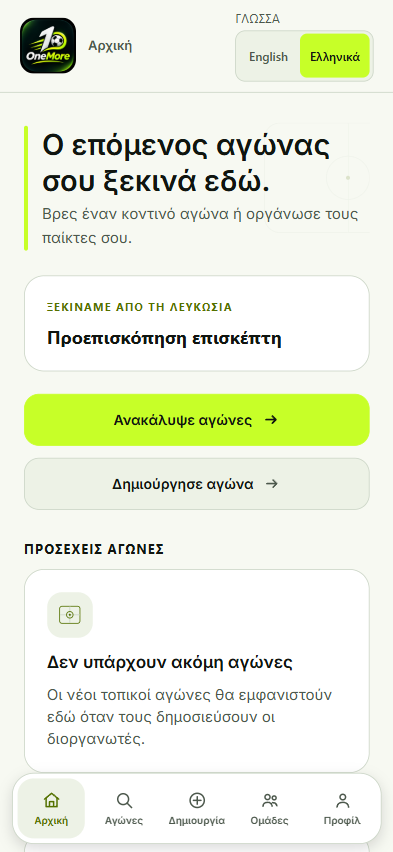 ΓΛΩΣΣΑ
10
OneMore
Αρχική
English
Ελληνικά
Ο επόμενος αγώνας
σου ξεκινά εδώ.
Βρες έναν κοντινό αγώνα ή οργάνωσε τους
παίκτες σου.
ΞΕΚΙΝΑΜΕ ΑΠΟ ΤΗ ΛΕΥΚΩΣΙΑ
Προεπισκόπηση επισκέπτη
Ανακάλυψε αγώνες →
Δημιούργησε αγώνα →
ΠΡΟΣΕΧΕΙΣ ΑΓΩΝΕΣ
Δεν υπάρχουν ακόμη αγώνες
Οι νέοι τοπικοί αγώνες θα εμφανιστούν
εδώ όταν τους δημοσιεύσουν οι
διοργανωτές.
Αρχική
Αγώνες
Δημιουργία
Ομάδες
Προφίλ